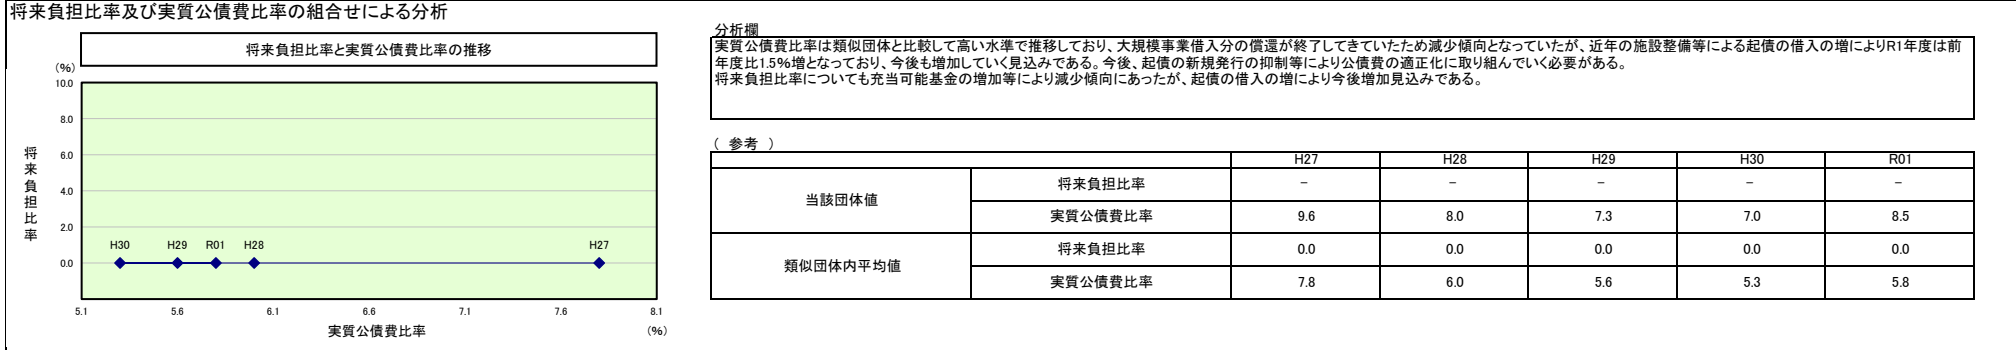 将来負担比率及び実質公債費比率の組合せによる分析
将来負担比率と実質公債費比率の推移
(%)
10.0
8.0
6.0
4.0
2.0
0.0
将来負担比率
H30 H29 R01 H28 H27
5.1 5.6 6.1 6.6 7.1 7.6 8.1
実質公債費比率
(%)
分析欄
実質公債費比率は類似団体と比較して高い水準で推移しており、大規模事業借入分の償還が終了してきていたため減少傾向となっていたが、近年の施設整備等による起債の借入の増によりR1年度は前
年度比1.5%増となっており、今後も増加していく見込みである。今後、起債の新規発行の抑制等により公債費の適正化に取り組んでいく必要がある。
将来負担比率についても充当可能基金の増加等により減少傾向にあったが、起債の借入の増により今後増加見込みである。
( 参考 )
H27 H28 H29 H30 R01
当該団体値
将来負担比率 － － － － －
実質公債費比率 9.6 8.0 7.3 7.0 8.5
類似団体内平均値
将来負担比率 0.0 0.0 0.0 0.0 0.0
実質公債費比率 7.8 6.0 5.6 5.3 5.8